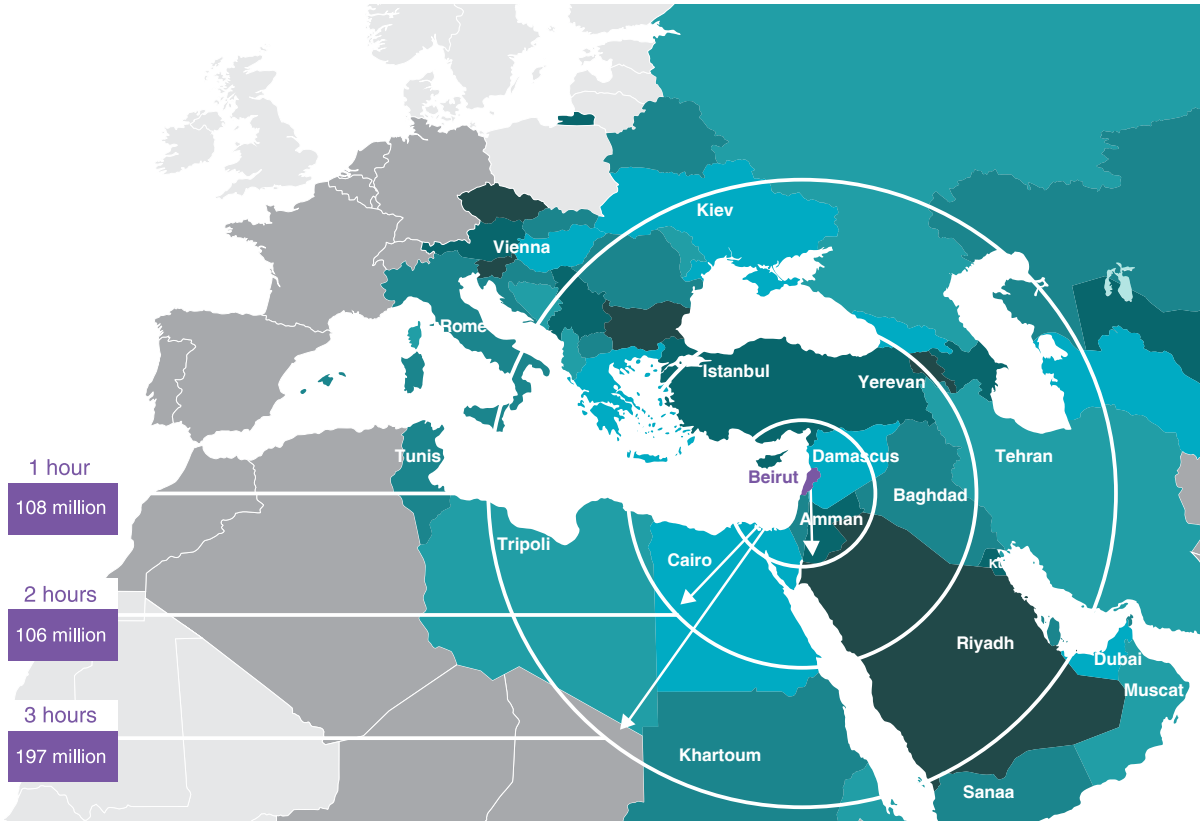 Kiev
Vienna
Rome
Istanbul
Yerevan
Tunis
Damascus
Tehran
Beirut
Baghdad
Amman
1 hour
108 million
Tripoli
Cairo
2 hours
106 million
Riyadh
Dubai
Muscat
3 hours
197 million
Khartoum
Sanaa